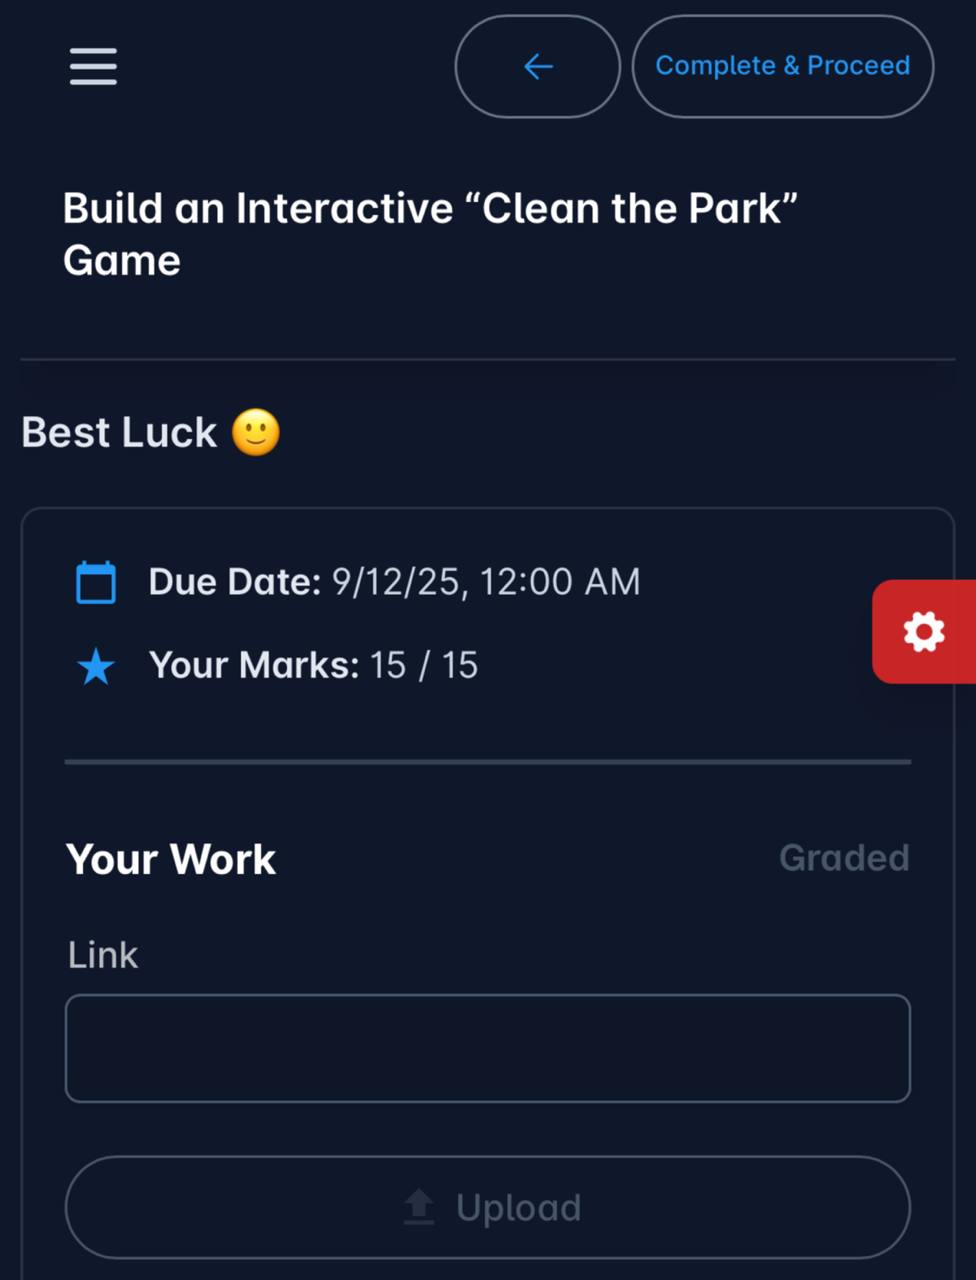 Complete & Proceed
Build an Interactive “Clean the Park”
Game
Best Luck 🙂
Due Date: 9/12/25, 12:00 AM
Your Marks: 15 / 15
Your Work
Graded
Link
Upload